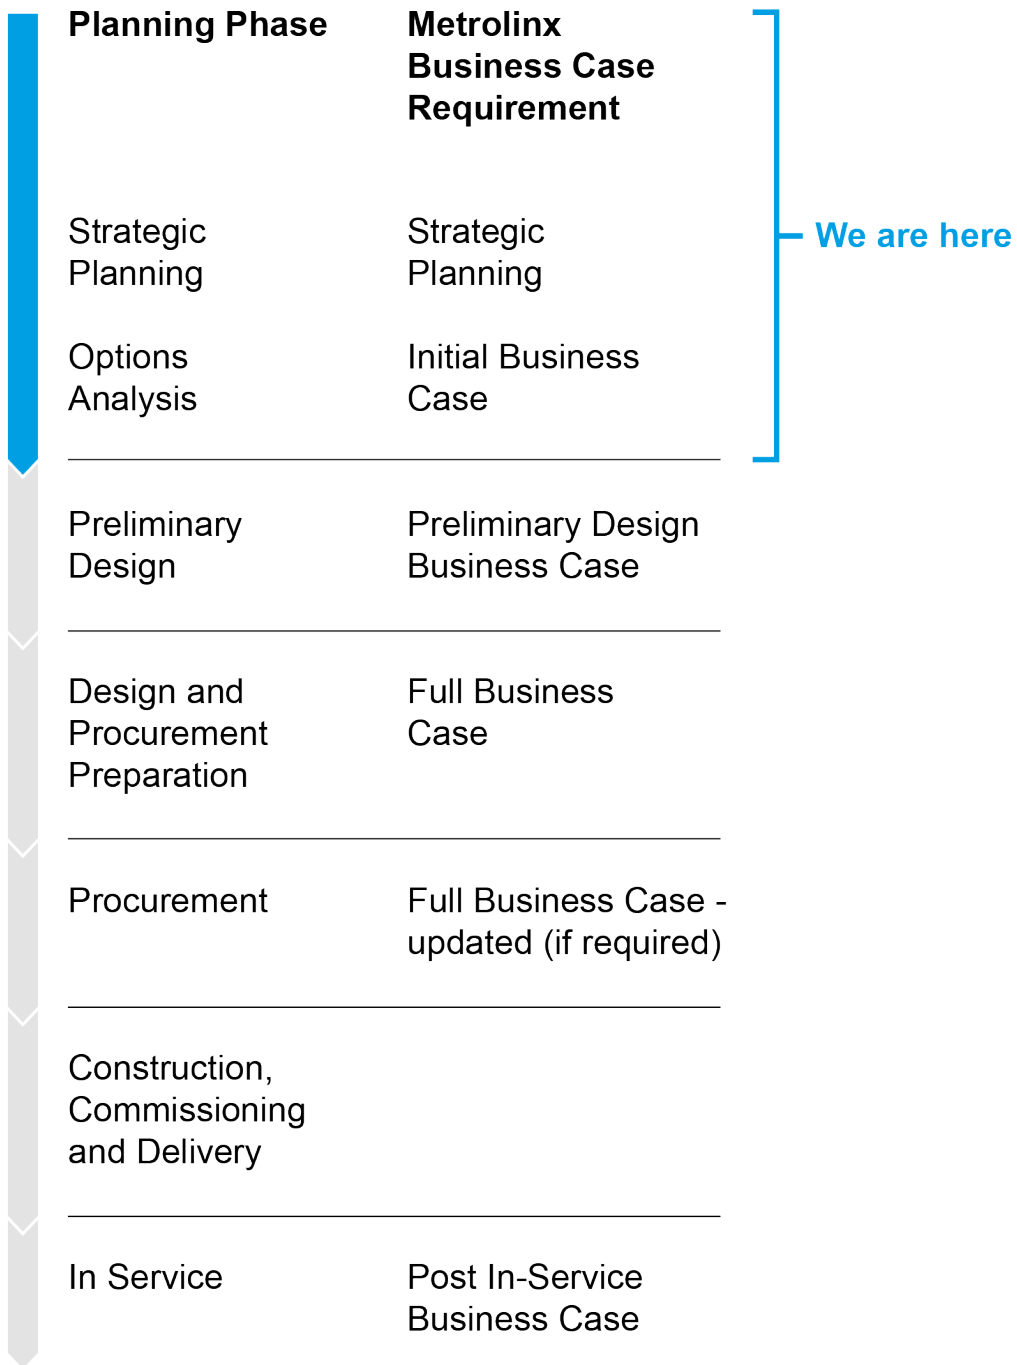 Planning Phase
Metrolinx
Business Case
Requirement
Strategic
Planning
Strategic
Planning
We are here
Options
Analysis
Initial Business
Case
Preliminary
Design
Preliminary Design
Business Case
Design and
Procurement
Preparation
Full Business
Case
Procurement
Full Business Case -
updated (if required)
Construction,
Commissioning
and Delivery
In Service
Post In-Service
Business Case